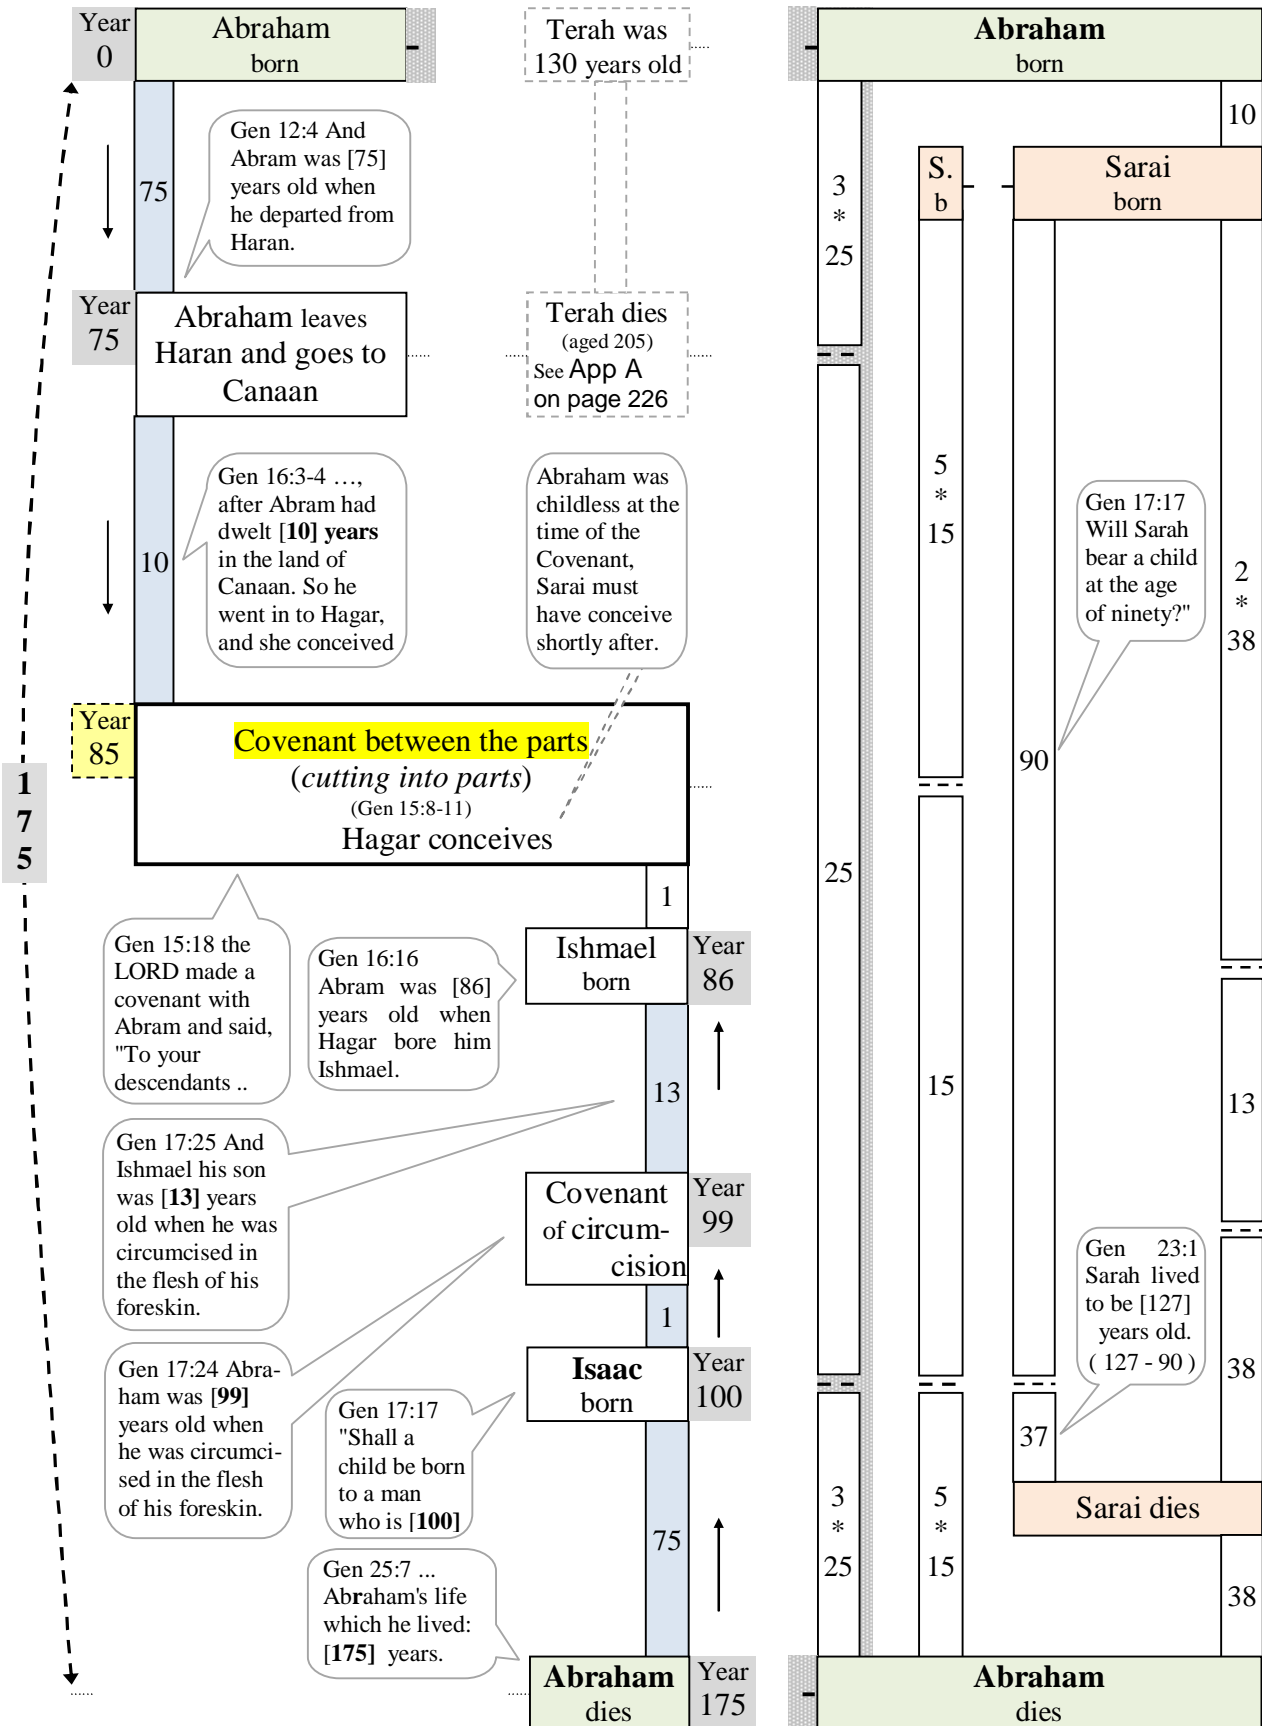 Year
0
Abraham
born
Terah was
130 years old
Abraham
born
Gen 12:4 And
Abram was [75]
years old when
he departed from
Haran.
75
10
3
*
25
S.
b
Sarai
born
Year
75
Abraham leaves
Haran and goes to
Canaan
Terah dies
(aged 205)
See App A
on page 226
Gen 16:3-4 …,
after Abram had
dwelt [10] years
in the land of
Canaan. So he
went in to Hagar,
and she conceived
10
Abraham was
childless at the
time of the
Covenant,
Sarai must
have conceive
shortly after.
5
*
15
Gen 17:17
Will Sarah
bear a child
at the age
of ninety?"
2
*
38
Year
85
Covenant between the parts
(cutting into parts)
(Gen 15:8-11)
Hagar conceives
90
1
7
5
25
1
Gen 15:18 the
LORD made a
covenant with
Abram and said,
"To your
descendants ..
Gen 16:16
Abram was [86]
years old when
Hagar bore him
Ishmael.
Ishmael
born
Year
86
13
15
13
Gen 17:25 And
Ishmael his son
was [13] years
old when he was
circumcised in
the flesh of his
foreskin.
Covenant
of circum-
cision
Year
99
Gen 23:1
Sarah lived
to be [127]
years old.
( 127 - 90 )
1
Gen 17:24 Abra-
ham was [99]
years old when
he was circumci-
sed in the flesh
of his foreskin.
Gen 17:17
"Shall a
child be born
to a man
who is [100]
Isaac
born
Year
100
38
37
75
3
*
25
5
*
15
Sarai dies
Gen 25:7 ...
Abraham's life
which he lived:
[175] years.
38
Abraham
dies
Year
175
Abraham
dies